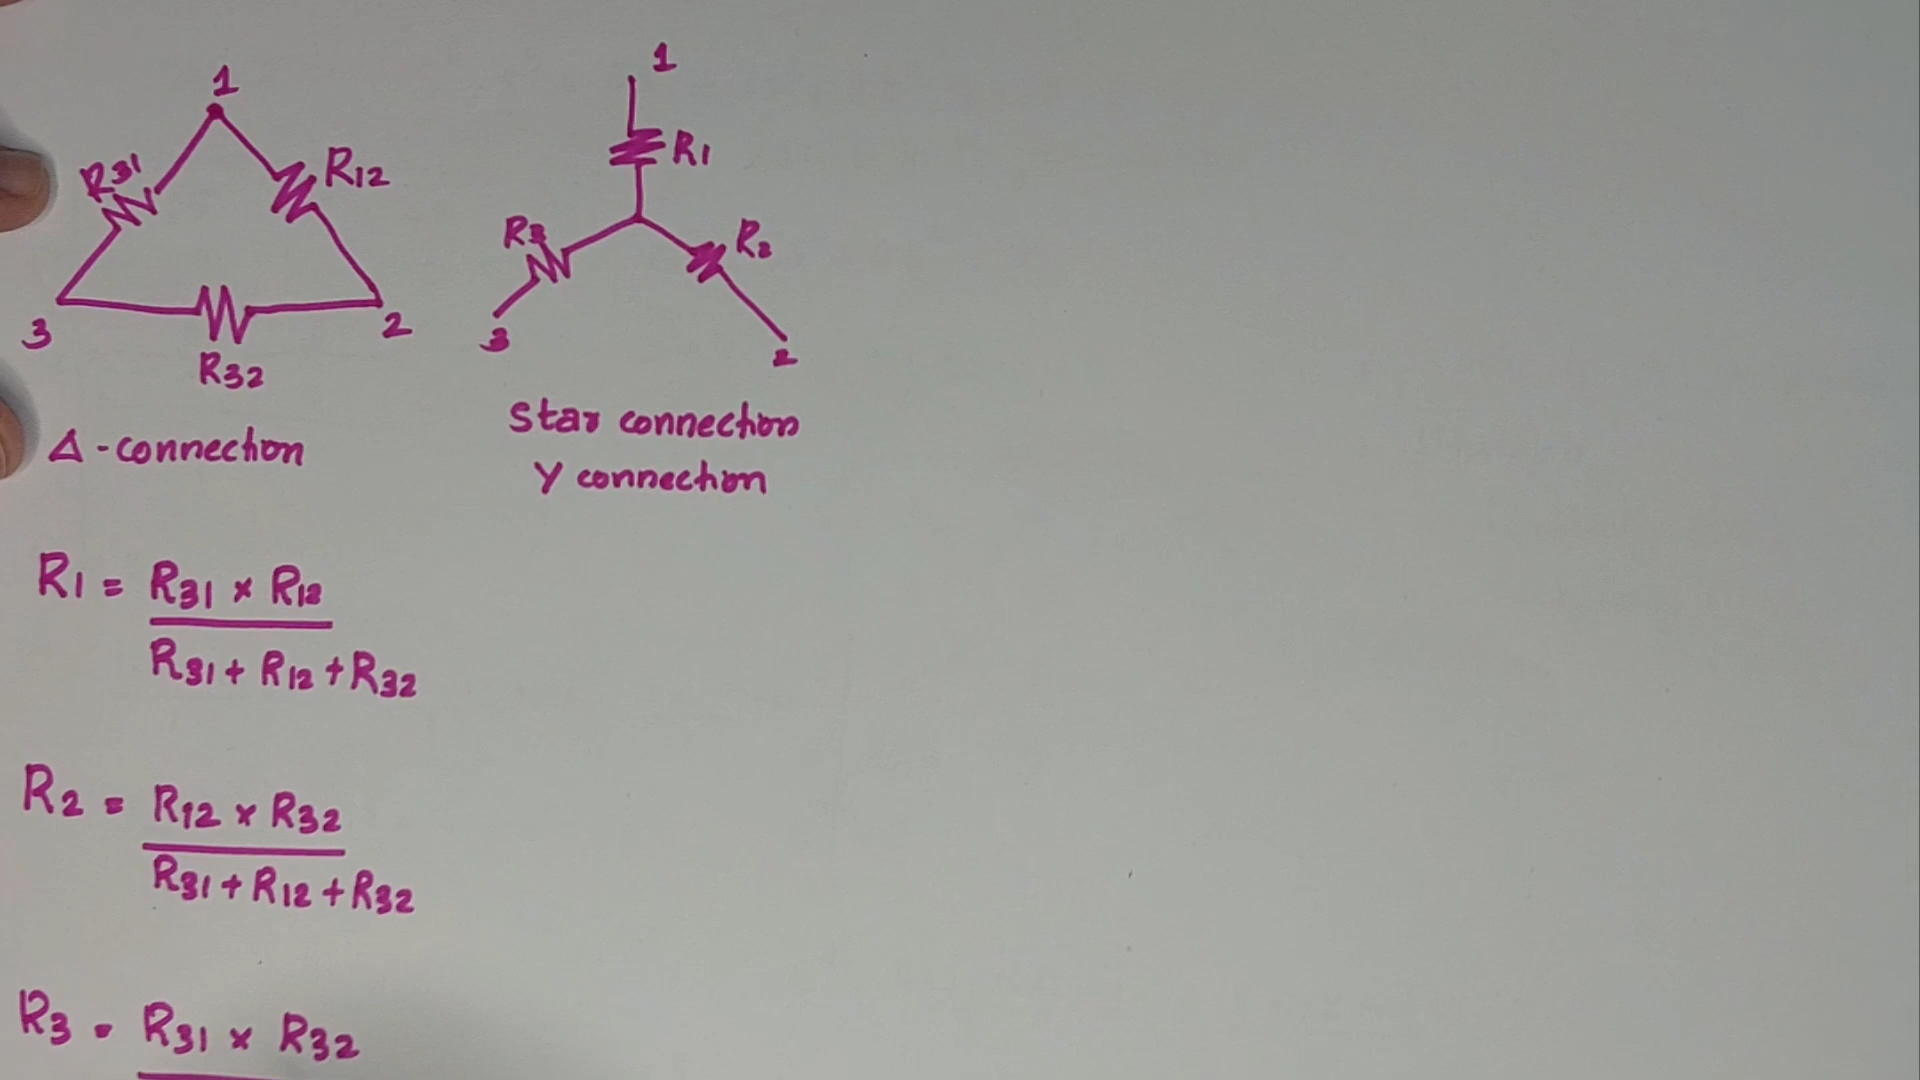 1
R31
R12
3
2
R32
Δ-connection
1
R1
R3
R2
3
2
Star connection
Y connection
R1 = R31 × R12
R31 + R12 + R32
R2 = R12 × R32
R31 + R12 + R32
R3 = R31 × R32